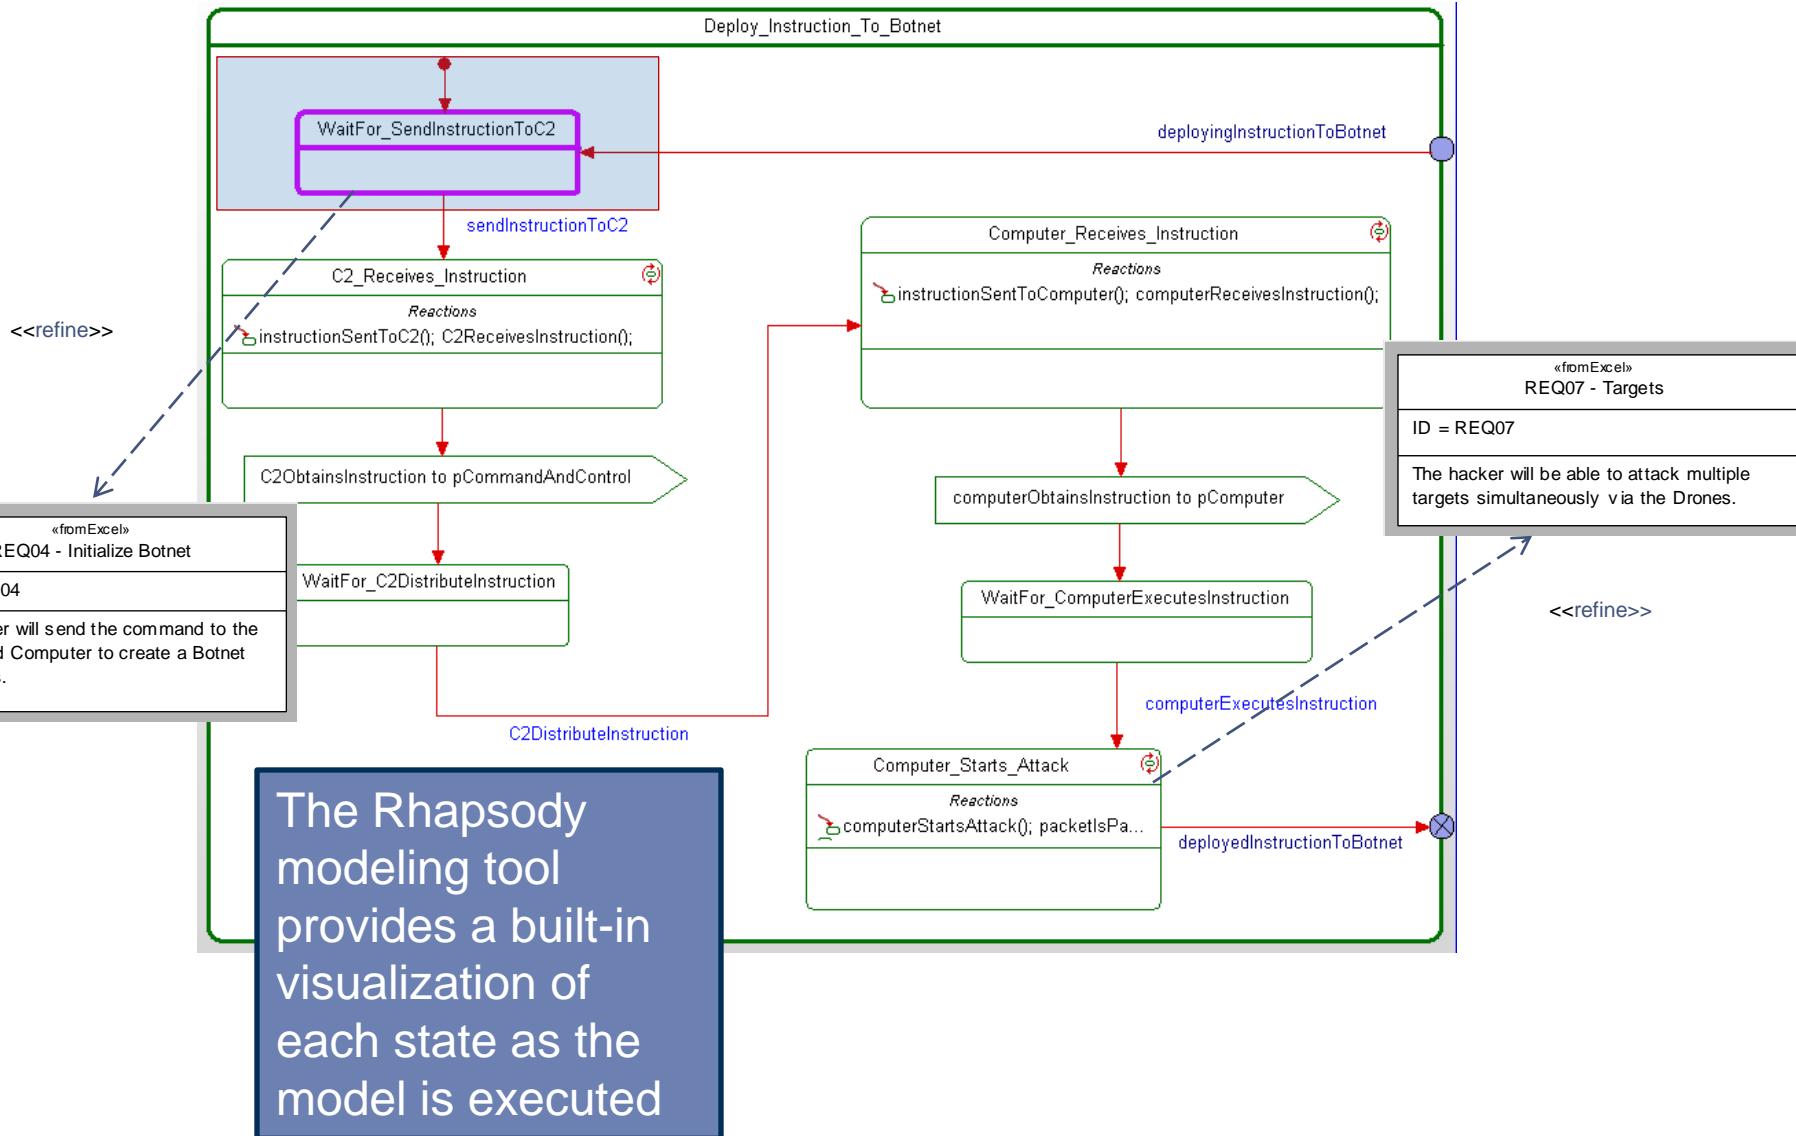 Deploy_Instruction_To_Botnet
WaitFor_SendInstructionToC2
deployingInstructionToBotnet
sendInstructionToC2
C2_Receives_Instruction
Reactions
instructionSentToC2(); C2ReceivesInstruction();
Computer_Receives_Instruction
Reactions
instructionSentToComputer(); computerReceivesInstruction();
<<refine>>
«fromExcel»
REQ07 - Targets
ID = REQ07
The hacker will be able to attack multiple
targets simultaneously via the Drones.
C2ObtainsInstruction to pCommandAndControl
computerObtainsInstruction to pComputer
«fromExcel»
EQ04 - Initialize Botnet
04
er will send the command to the
d Computer to create a Botnet
.
WaitFor_C2DistributeInstruction
WaitFor_ComputerExecutesInstruction
<<refine>>
computerExecutesInstruction
C2DistributeInstruction
Computer_Starts_Attack
Reactions
computerStartsAttack(); packetIsPa...
deployedInstructionToBotnet
The Rhapsody
modeling tool
provides a built-in
visualization of
each state as the
model is executed